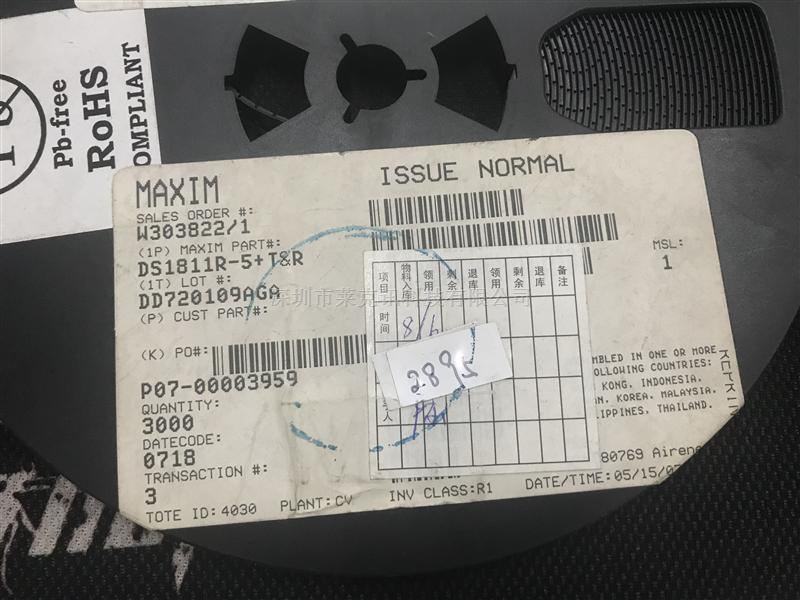 Pb-free
RoHS
COMPLIANT
ISSUE NORMAL
MAXIM
SALES ORDER #:
W303822/1
(1P) MAXIM PART#:
DS1811R-5+T&R
(1T) LOT #:
DD720109AGA
(P) CUST PART#:
(K) PO#:
P07-00003959
QUANTITY:
3000
DATECODE:
0718
TRANSACTION #:
3
TOTE ID: 4030 PLANT: CV INV CLASS: R1 DATE/TIME: 05/15/07
MSL:
1
项目 物料入库 领用 剩余 退库 领用 剩余 退库 备注
时间
2895
人
深圳市莱克讯科技有限公司
MBLED IN ONE OR MORE
OLLOWING COUNTRIES:
KONG, INDONESIA,
N, KOREA, MALAYSIA,
IPPINES, THAILAND.
80769 Airen